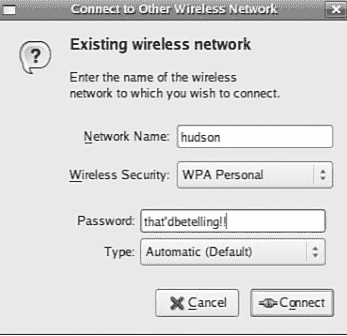 Connect to Other Wireless Network
?
Existing wireless network
Enter the name of the wireless
network to which you wish to connect.
Network Name: hudson
Wireless Security: WPA Personal
Password: that'dbetelling!!
Type: Automatic (Default)
Cancel Connect